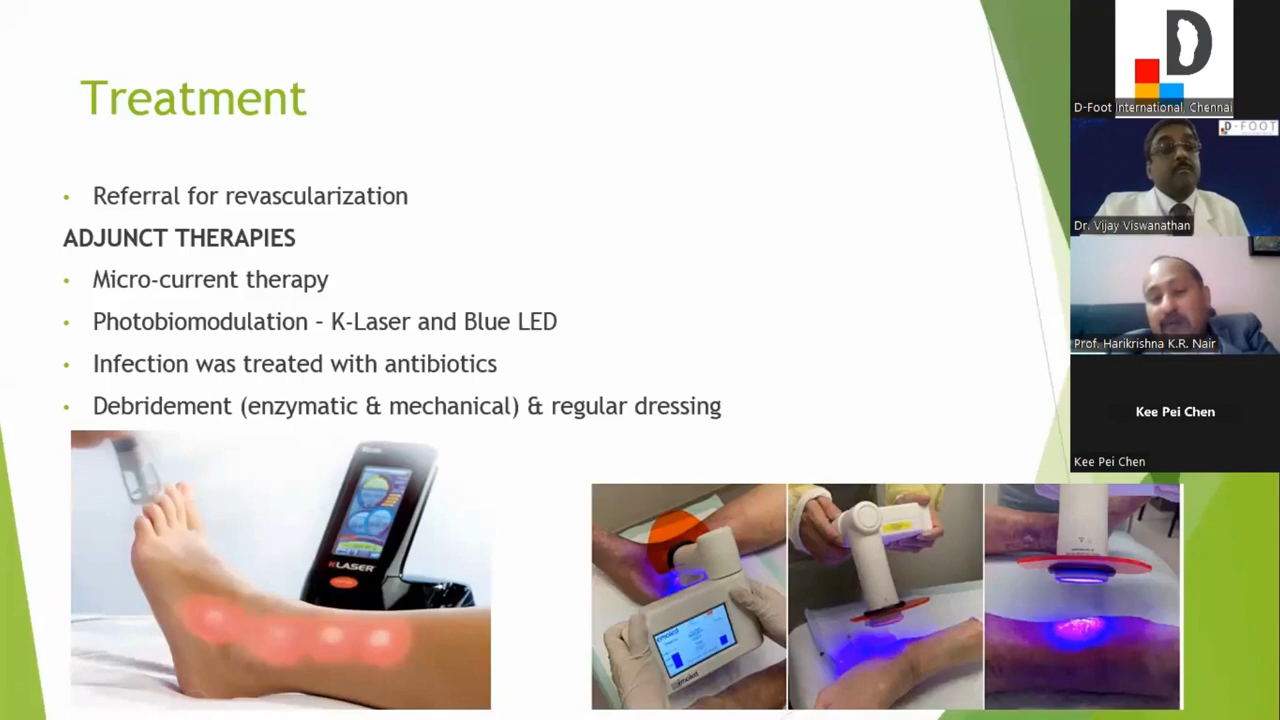 Treatment
Referral for revascularization
ADJUNCT THERAPIES
Micro-current therapy
Photobiomodulation – K-Laser and Blue LED
Infection was treated with antibiotics
Debridement (enzymatic & mechanical) & regular dressing
KLASER
D
D-Foot International, Chennai
D-FOOT
Dr. Vijay Viswanathan
Prof. Harikrishna K.R. Nair
Kee Pei Chen
Kee Pei Chen